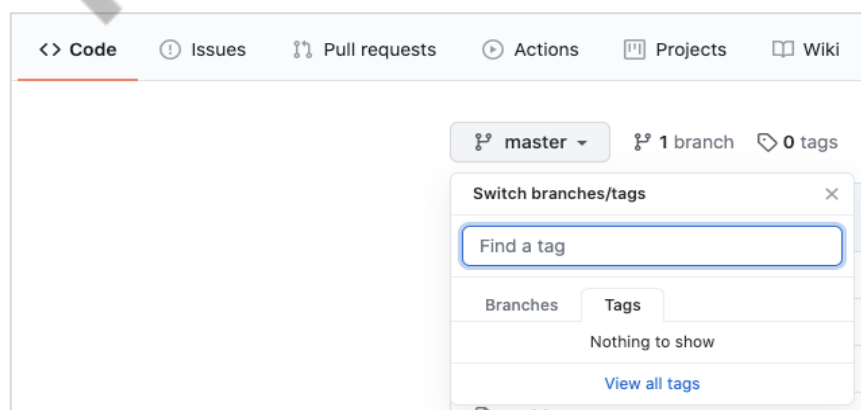 <> Code Issues Pull requests Actions Projects Wiki
master 1 branch 0 tags
Switch branches/tags
Find a tag
Branches Tags
Nothing to show
View all tags